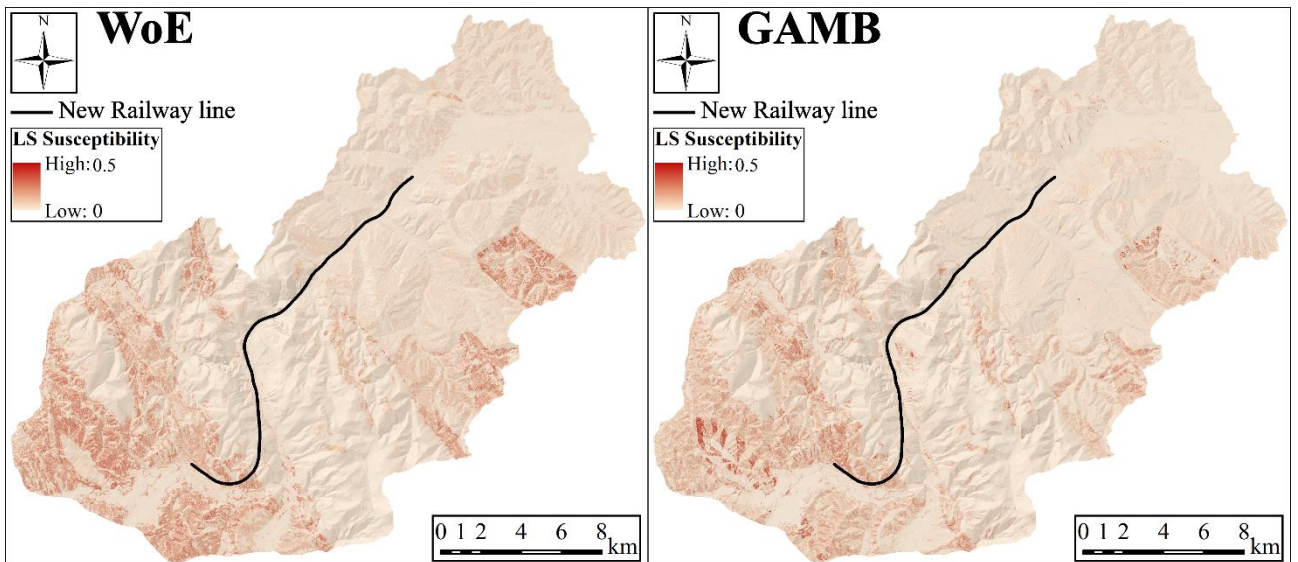 N
WoE
New Railway line
LS Susceptibility
High: 0.5
Low: 0
0 1 2 4 6 8
km
N
GAMB
New Railway line
LS Susceptibility
High: 0.5
Low: 0
0 1 2 4 6 8
km